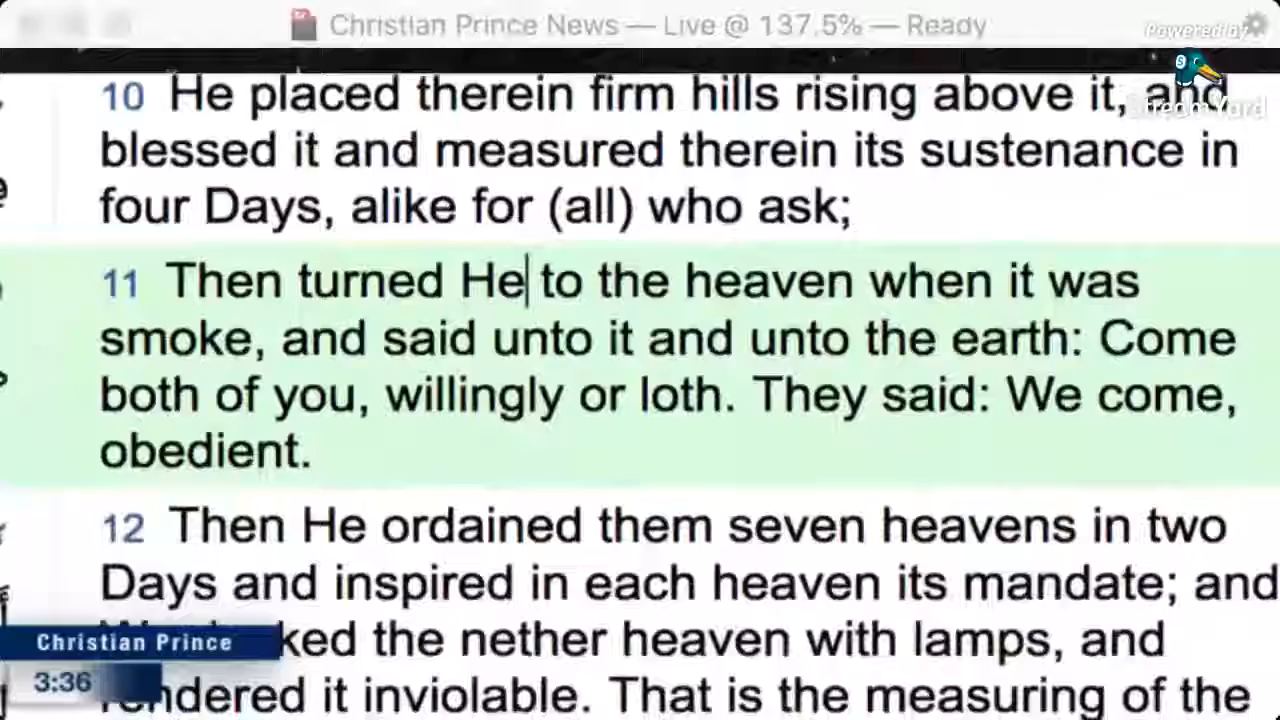 Christian Prince News — Live @ 137.5% — Ready
Powered by
StreamYard
10 He placed therein firm hills rising above it, and
blessed it and measured therein its sustenance in
four Days, alike for (all) who ask;
11 Then turned He to the heaven when it was
smoke, and said unto it and unto the earth: Come
both of you, willingly or loth. They said: We come,
obedient.
12 Then He ordained them seven heavens in two
Days and inspired in each heaven its mandate; and
the nether heaven with lamps, and
it inviolable. That is the measuring of the
Christian Prince
3:36